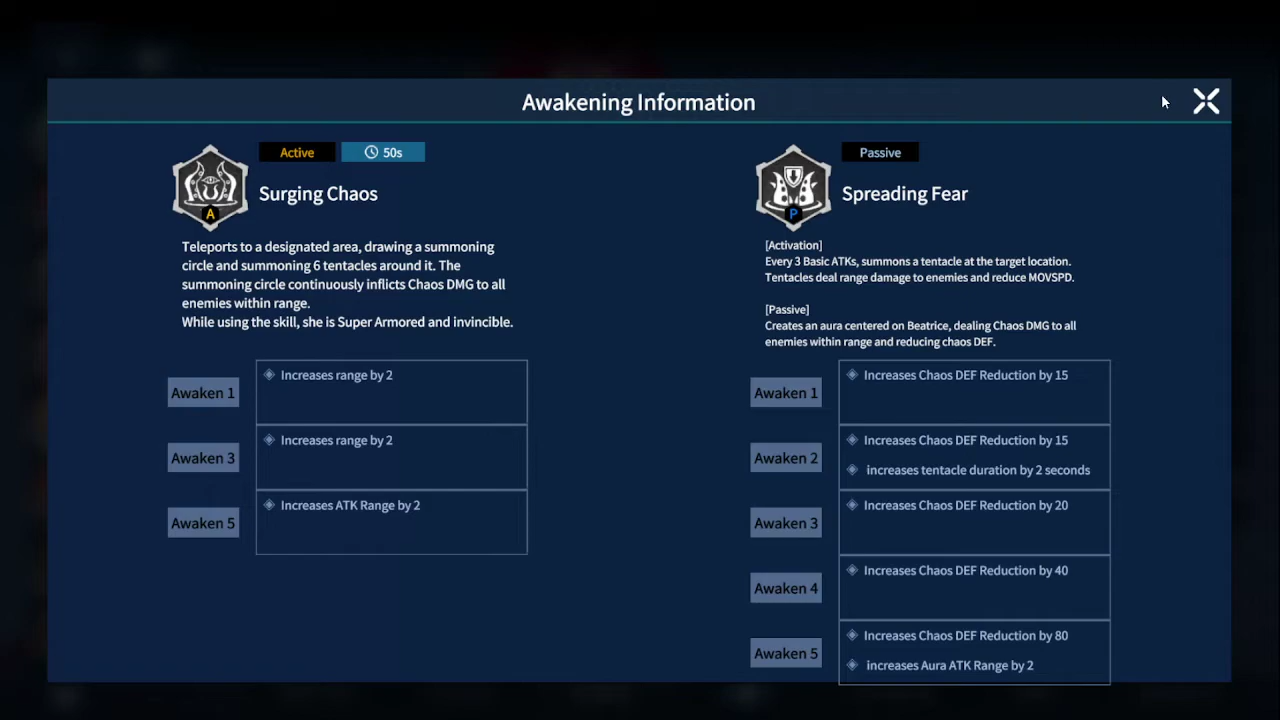 Awakening Information
Active
50s
Surging Chaos
A
Teleports to a designated area, drawing a summoning
circle and summoning 6 tentacles around it. The
summoning circle continuously inflicts Chaos DMG to all
enemies within range.
While using the skill, she is Super Armored and invincible.
Awaken 1
Increases range by 2
Awaken 3
Increases range by 2
Awaken 5
Increases ATK Range by 2
Passive
Spreading Fear
P
[Activation]
Every 3 Basic ATKs, summons a tentacle at the target location.
Tentacles deal range damage to enemies and reduce MOVSPD.
[Passive]
Creates an aura centered on Beatrice, dealing Chaos DMG to all
enemies within range and reducing chaos DEF.
Awaken 1
Increases Chaos DEF Reduction by 15
Awaken 2
Increases Chaos DEF Reduction by 15
increases tentacle duration by 2 seconds
Awaken 3
Increases Chaos DEF Reduction by 20
Awaken 4
Increases Chaos DEF Reduction by 40
Awaken 5
Increases Chaos DEF Reduction by 80
increases Aura ATK Range by 2